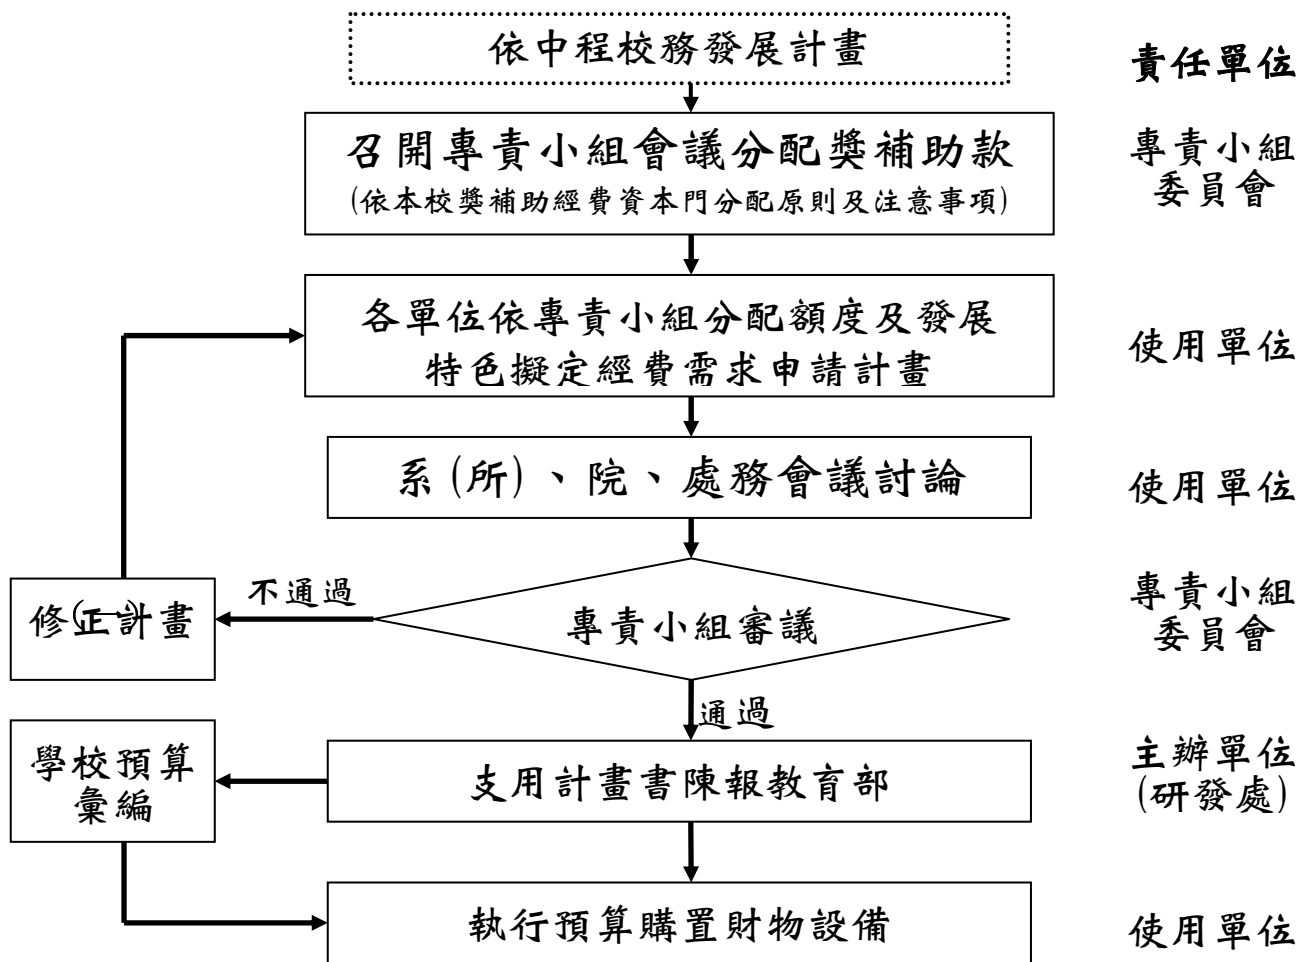 依中程校務發展計畫
責任單位
召開專責小組會議分配獎補助款
(依本校獎補助經費資本門分配原則及注意事項)
專責小組
委員會
各單位依專責小組分配額度及發展
特色擬定經費需求申請計畫
使用單位
系(所)、院、處務會議討論
使用單位
不通過
修正計畫
(一)
專責小組審議
專責小組
委員會
通過
學校預算
彙編
支用計畫書陳報教育部
主辦單位
(研發處)
執行預算購置財物設備
使用單位